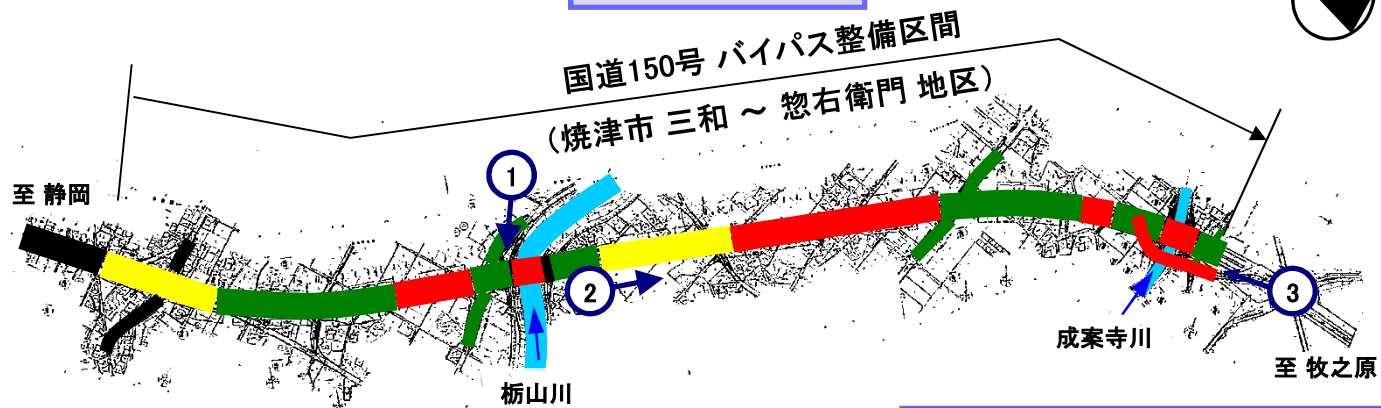 国道150号 バイパス整備区間
(焼津市 三和 ~ 惣右衛門 地区)
至 静岡
1
2
3
栃山川
成案寺川
至 牧之原